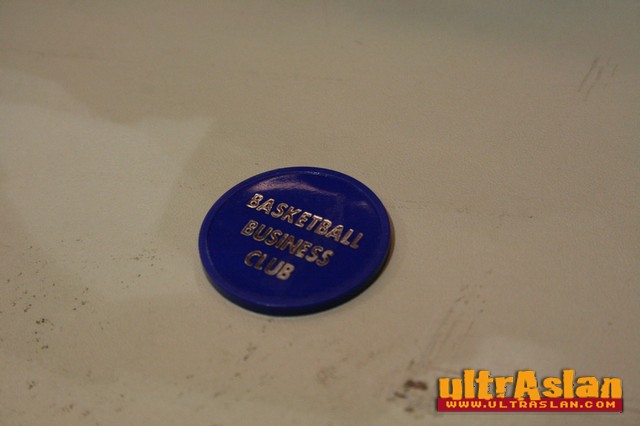 BASKETBALL
BUSINESS
CLUB
ultrAslan
WWW.ULTRASLAN.COM